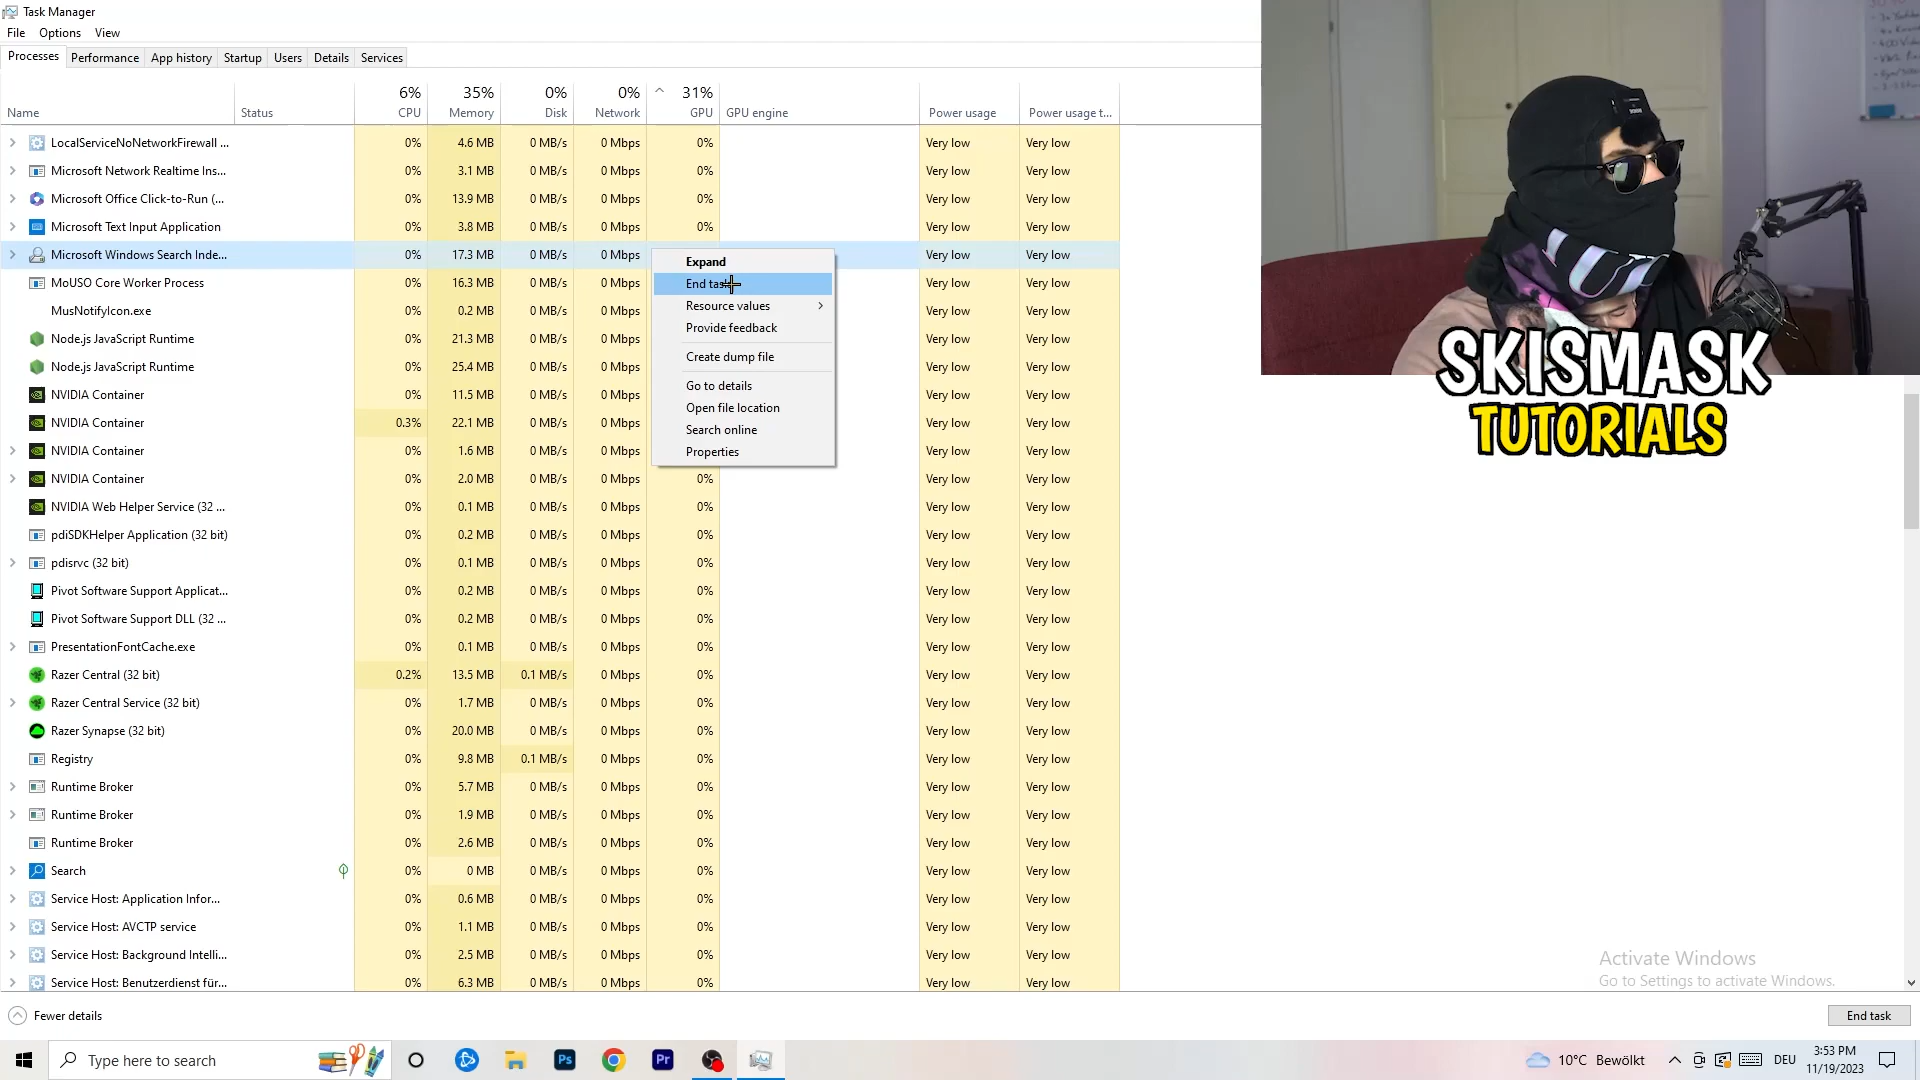 Task Manager
File Options View
Processes Performance App history Startup Users Details Services
6% 35% 0% 0% 31%
Name Status CPU Memory Disk Network GPU GPU engine Power usage Power usage t...
LocalServiceNoNetworkFirewall ... 0% 4.6 MB 0 MB/s 0 Mbps 0% Very low Very low
Microsoft Network Realtime Ins... 0% 3.1 MB 0 MB/s 0 Mbps 0% Very low Very low
Microsoft Office Click-to-Run (... 0% 13.9 MB 0 MB/s 0 Mbps 0% Very low Very low
Microsoft Text Input Application 0% 3.8 MB 0 MB/s 0 Mbps 0% Very low Very low
Microsoft Windows Search Inde... 0% 17.3 MB 0 MB/s 0 Mbps Very low Very low
MoUSO Core Worker Process 0% 16.3 MB 0 MB/s 0 Mbps Very low Very low
MusNotifyIcon.exe 0% 0.2 MB 0 MB/s 0 Mbps Very low Very low
Node.js JavaScript Runtime 0% 21.3 MB 0 MB/s 0 Mbps Very low Very low
Node.js JavaScript Runtime 0% 25.4 MB 0 MB/s 0 Mbps Very low Very low
NVIDIA Container 0% 11.5 MB 0 MB/s 0 Mbps Very low Very low
NVIDIA Container 0.3% 22.1 MB 0 MB/s 0 Mbps Very low Very low
NVIDIA Container 0% 1.6 MB 0 MB/s 0 Mbps Very low Very low
NVIDIA Container 0% 2.0 MB 0 MB/s 0 Mbps 0% Very low Very low
NVIDIA Web Helper Service (32 ... 0% 0.1 MB 0 MB/s 0 Mbps 0% Very low Very low
pdiSDKHelper Application (32 bit) 0% 0.2 MB 0 MB/s 0 Mbps 0% Very low Very low
pdisrvc (32 bit) 0% 0.1 MB 0 MB/s 0 Mbps 0% Very low Very low
Pivot Software Support Applicat... 0% 0.2 MB 0 MB/s 0 Mbps 0% Very low Very low
Pivot Software Support DLL (32 ... 0% 0.2 MB 0 MB/s 0 Mbps 0% Very low Very low
PresentationFontCache.exe 0% 0.1 MB 0 MB/s 0 Mbps 0% Very low Very low
Razer Central (32 bit) 0.2% 13.5 MB 0.1 MB/s 0 Mbps 0% Very low Very low
Razer Central Service (32 bit) 0% 1.7 MB 0 MB/s 0 Mbps 0% Very low Very low
Razer Synapse (32 bit) 0% 20.0 MB 0 MB/s 0 Mbps 0% Very low Very low
Registry 0% 9.8 MB 0.1 MB/s 0 Mbps 0% Very low Very low
Runtime Broker 0% 5.7 MB 0 MB/s 0 Mbps 0% Very low Very low
Runtime Broker 0% 1.9 MB 0 MB/s 0 Mbps 0% Very low Very low
Runtime Broker 0% 2.6 MB 0 MB/s 0 Mbps 0% Very low Very low
Search 0% 0 MB 0 MB/s 0 Mbps 0% Very low Very low
Service Host: Application Infor... 0% 0.6 MB 0 MB/s 0 Mbps 0% Very low Very low
Service Host: AVCTP service 0% 1.1 MB 0 MB/s 0 Mbps 0% Very low Very low
Service Host: Background Intelli... 0% 2.5 MB 0 MB/s 0 Mbps 0% Very low Very low
Service Host: Benutzerdienst für... 0% 6.3 MB 0 MB/s 0 Mbps 0% Very low Very low
Expand
End task
Resource values
Provide feedback
Create dump file
Go to details
Open file location
Search online
Properties
SKISMASK
TUTORIALS
Activate Windows
Go to Settings to activate Windows.
Fewer details End task
Type here to search Ps Pr 10°C Bewölkt DEU 3:53 PM
11/19/2023